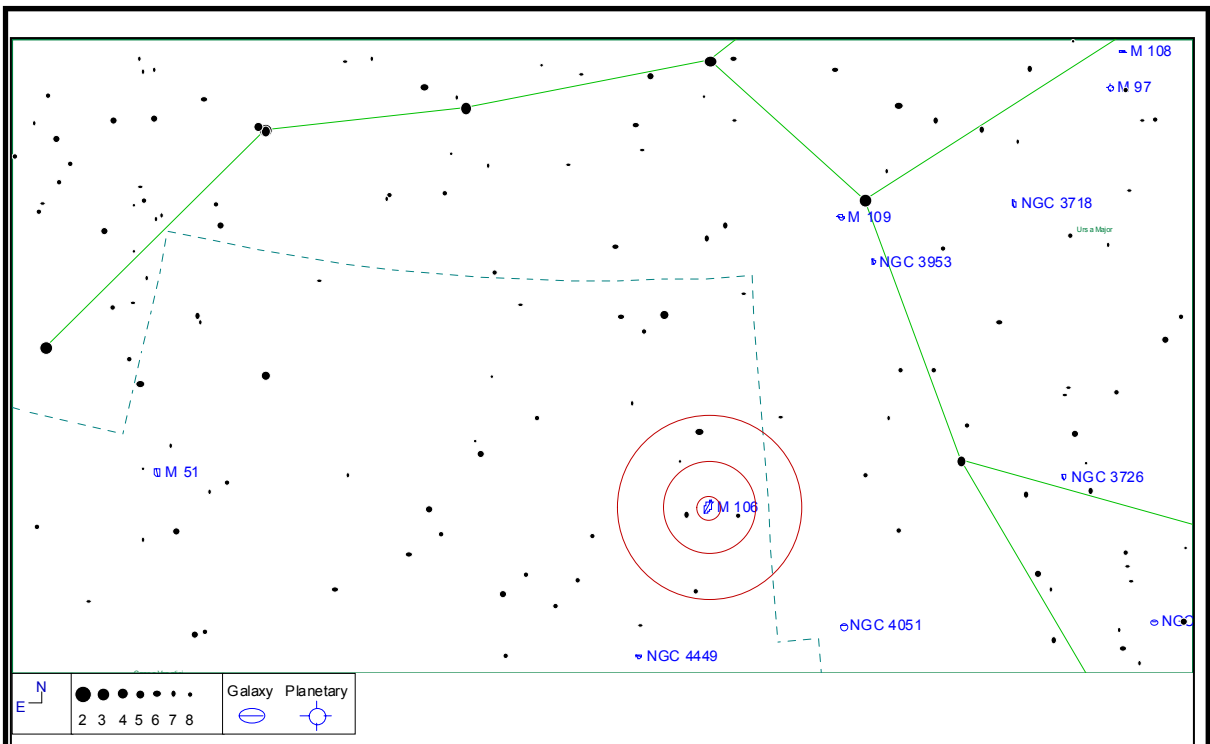 M 108
M 97
NGC 3718
M 109
Ursa Major
NGC 3953
M 51
NGC 3726
M 106
NGC 4051
NGC 4449
N
E
2 3 4 5 6 7 8
Galaxy Planetary